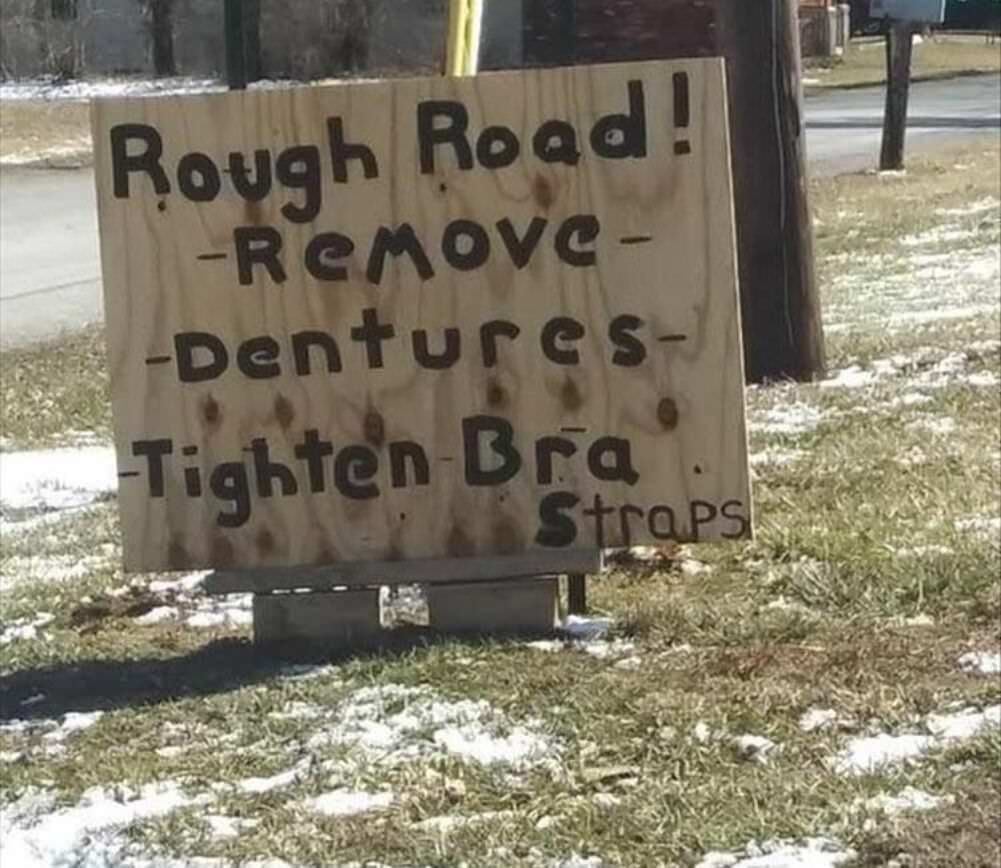 Rough Road!
-Remove-
-Dentures-
-Tighten Bra
Straps